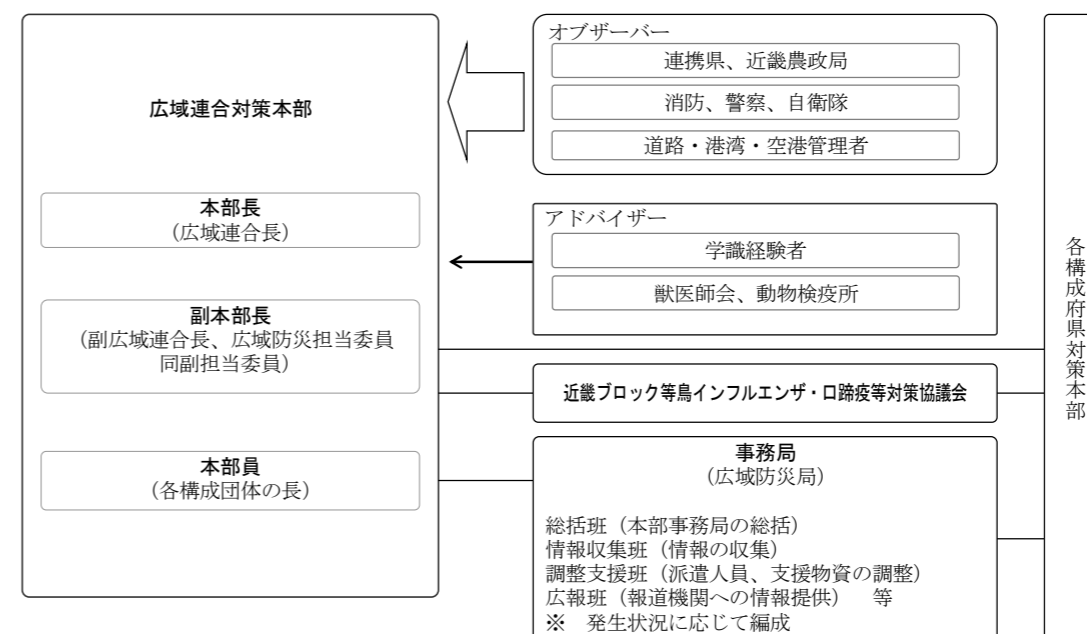 広域連合対策本部
本部長
(広域連合長)
副本部長
(副広域連合長、広域防災担当委員
同副担当委員)
本部員
(各構成団体の長)
オブザーバー
連携県、近畿農政局
消防、警察、自衛隊
道路・港湾・空港管理者
アドバイザー
学識経験者
獣医師会、動物検疫所
近畿ブロック等鳥インフルエンザ・口蹄疫等対策協議会
事務局
(広域防災局)
総括班（本部事務局の総括）
情報収集班（情報の収集）
調整支援班（派遣人員、支援物資の調整）
広報班（報道機関への情報提供）　等
※　発生状況に応じて編成
各構成府県対策本部